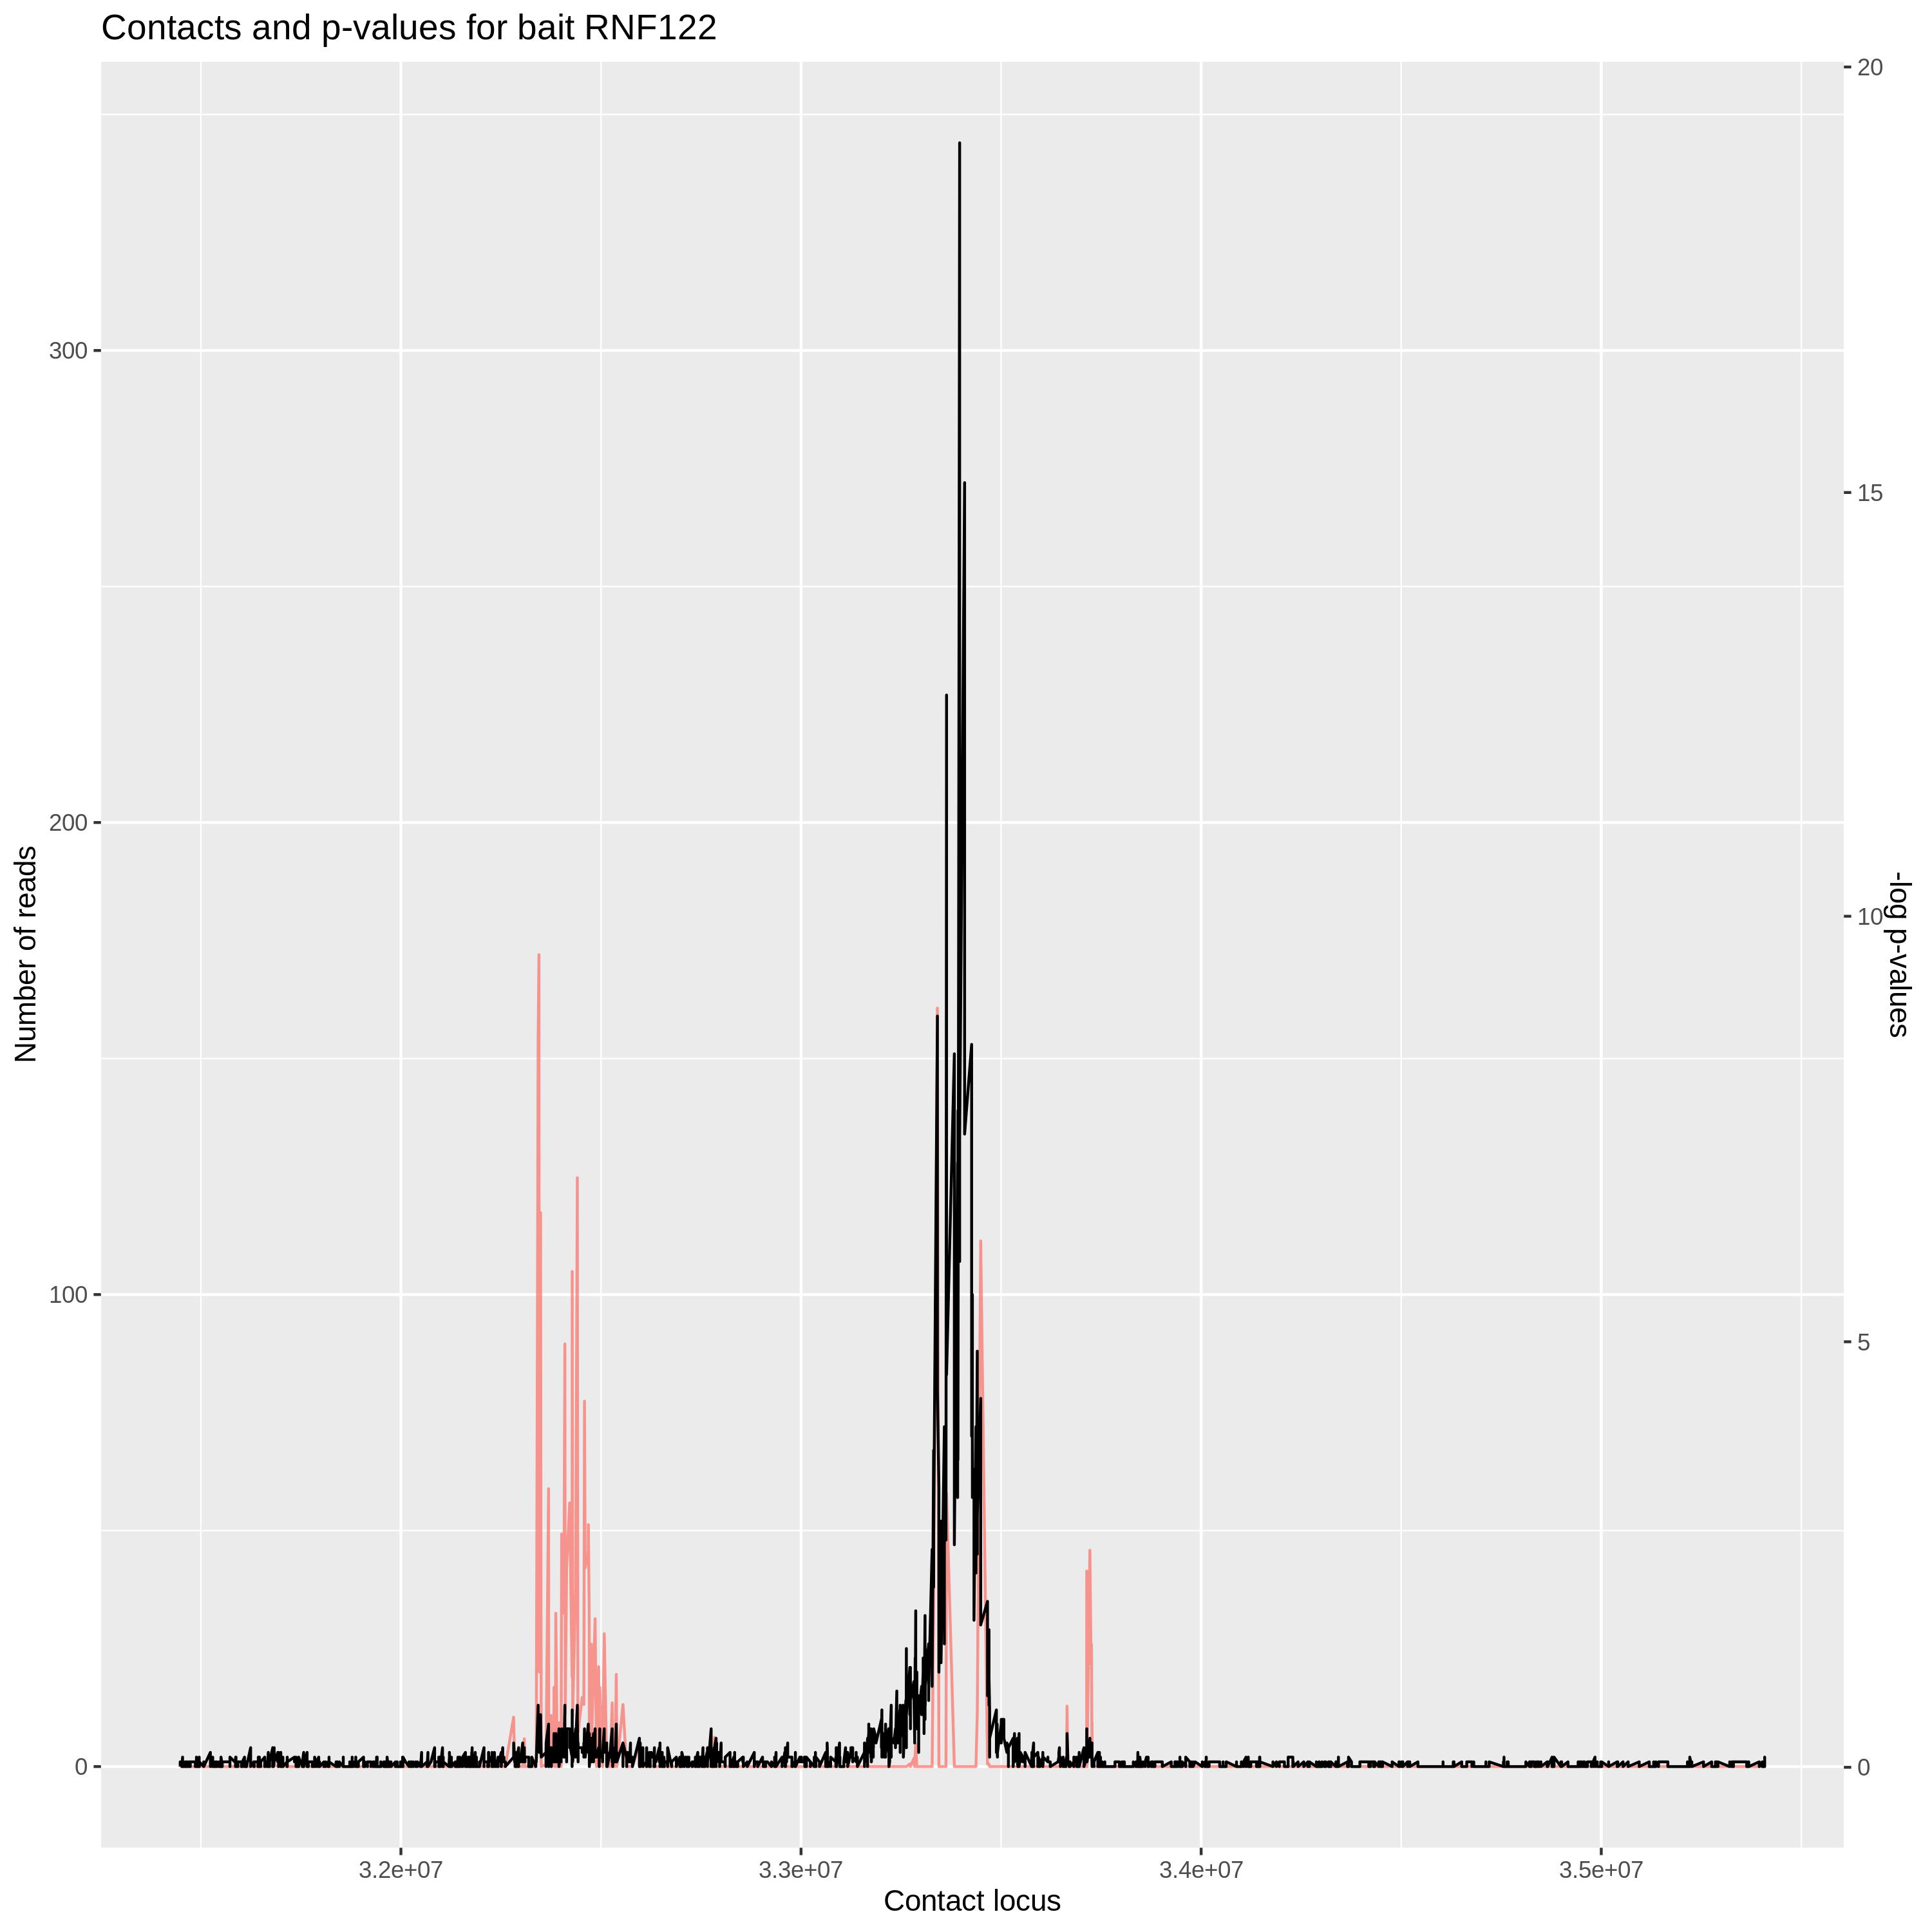 Contacts and p-values for bait RNF122
Number of reads
300
200
100
0
20
15
10
5
0
-log p-values
3.2e+07
3.3e+07
3.4e+07
3.5e+07
Contact locus